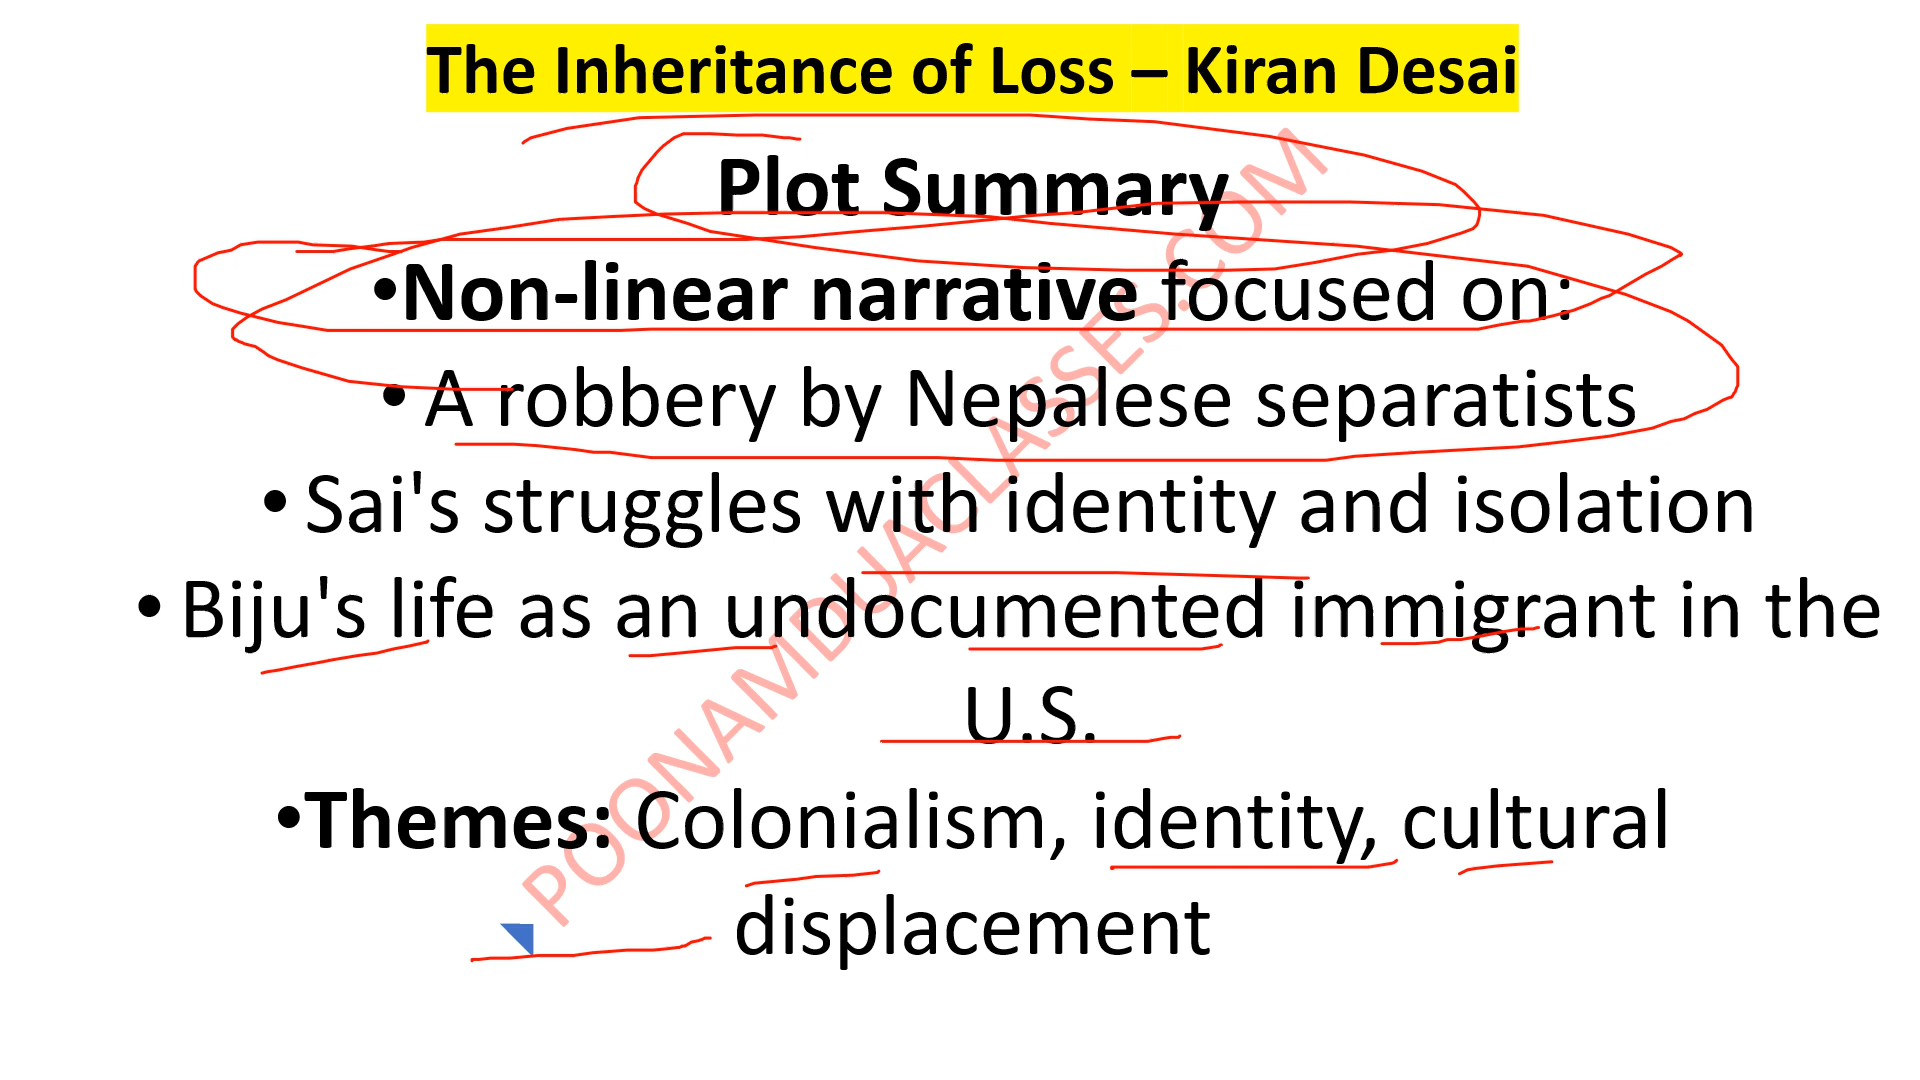 The Inheritance of Loss – Kiran Desai
Plot Summary
•Non-linear narrative focused on:
• A robbery by Nepalese separatists
• Sai's struggles with identity and isolation
• Biju's life as an undocumented immigrant in the
U.S.
•Themes: Colonialism, identity, cultural
displacement
POONAMDUACLASSES.COM